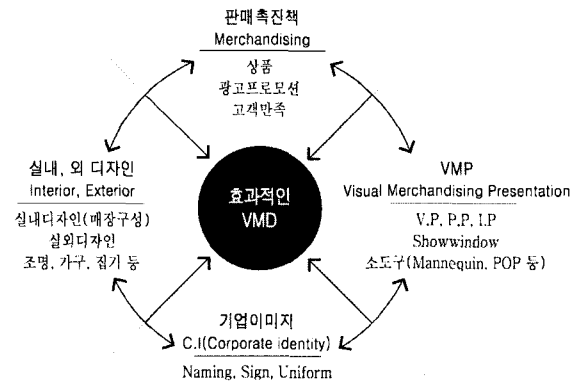 판매촉진책
Merchandising
상품
광고프로모션
고객만족
실내, 외 디자인
Interior, Exterior
실내디자인(매장구성)
실외디자인
조명, 가구, 집기 등
효과적인
VMD
VMP
Visual Merchandising Presentation
V.P, P.P, I.P
Showwindow
소도구(Mannequin, POP 등)
기업이미지
C.I(Corporate identity)
Naming, Sign, Uniform